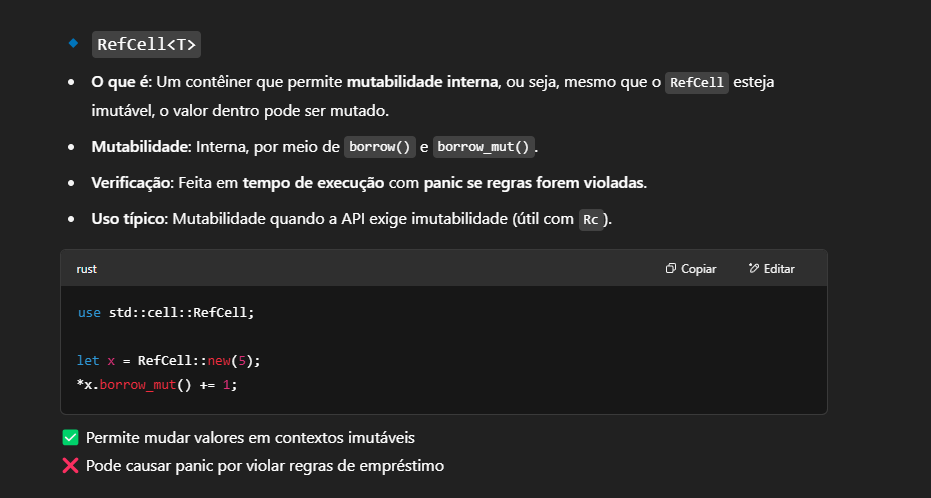 RefCell<T>
O que é: Um contêiner que permite mutabilidade interna, ou seja, mesmo que o RefCell esteja
imutável, o valor dentro pode ser mutado.
Mutabilidade: Interna, por meio de borrow() e borrow_mut().
Verificação: Feita em tempo de execução com panic se regras forem violadas.
Uso típico: Mutabilidade quando a API exige imutabilidade (útil com Rc).
rust
Copiar
Editar
use std::cell::RefCell;
let x = RefCell::new(5);
*x.borrow_mut() += 1;
Permite mudar valores em contextos imutáveis
Pode causar panic por violar regras de empréstimo